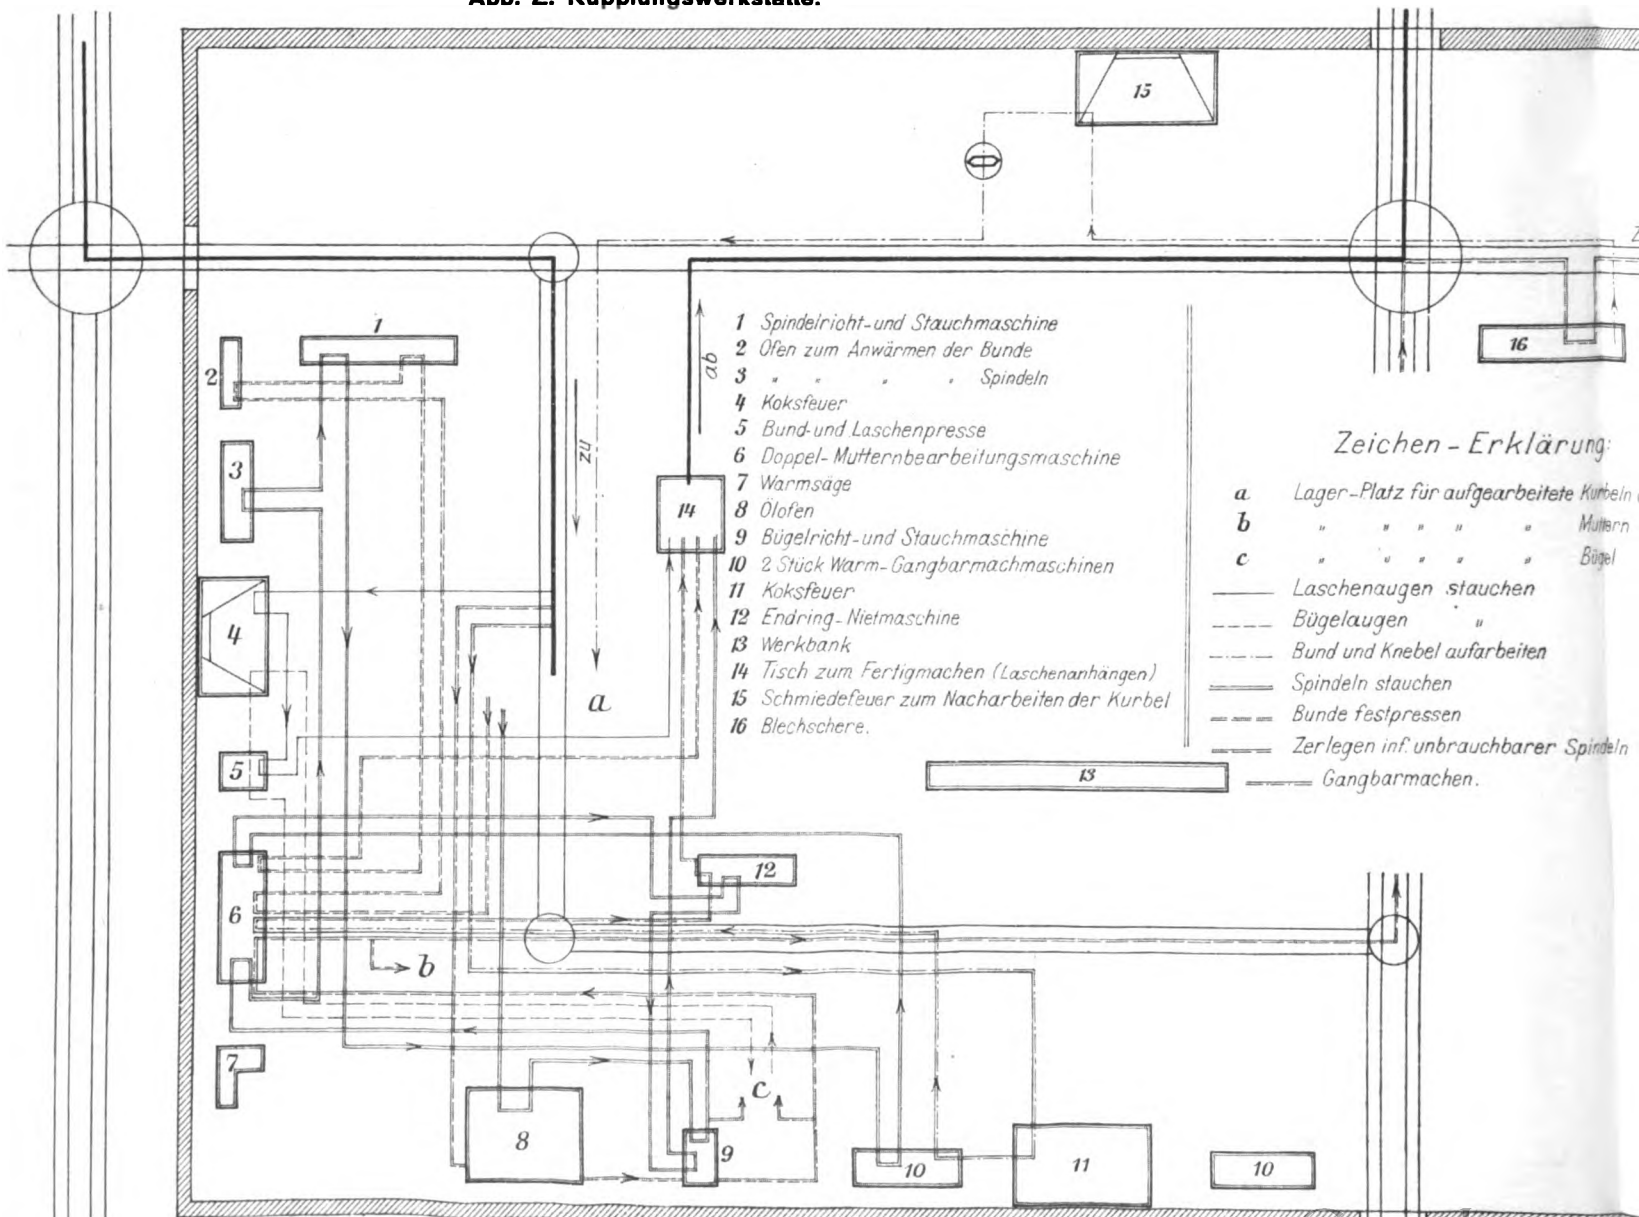 Abb. 2. Kupplungswerkstätte.
15
1
2
3
4
5
6
7
8
9
10
11
10
12
13
14
16
zu
ab
a
b
c
1 Spindelricht-und Stauchmaschine
2 Ofen zum Anwärmen der Bunde
3 " " " " Spindeln
4 Koksfeuer
5 Bund-und Laschenpresse
6 Doppel-Mutternbearbeitungsmaschine
7 Warmsäge
8 Ölofen
9 Bügelricht-und Stauchmaschine
10 2 Stück Warm-Gangbarmachmaschinen
11 Koksfeuer
12 Endring-Nietmaschine
13 Werkbank
14 Tisch zum Fertigmachen (Laschenanhängen)
15 Schmiedefeuer zum Nacharbeiten der Kurbel
16 Blechschere.
Zeichen-Erklärung:
a Lager-Platz für aufgearbeitete Kurbeln
b " " " " " Muttern
c " " " " " Bügel
Laschenaugen stauchen
Bügelaugen "
Bund und Knebel aufarbeiten
Spindeln stauchen
Bunde festpressen
Zerlegen inf. unbrauchbarer Spindeln
Gangbarmachen.